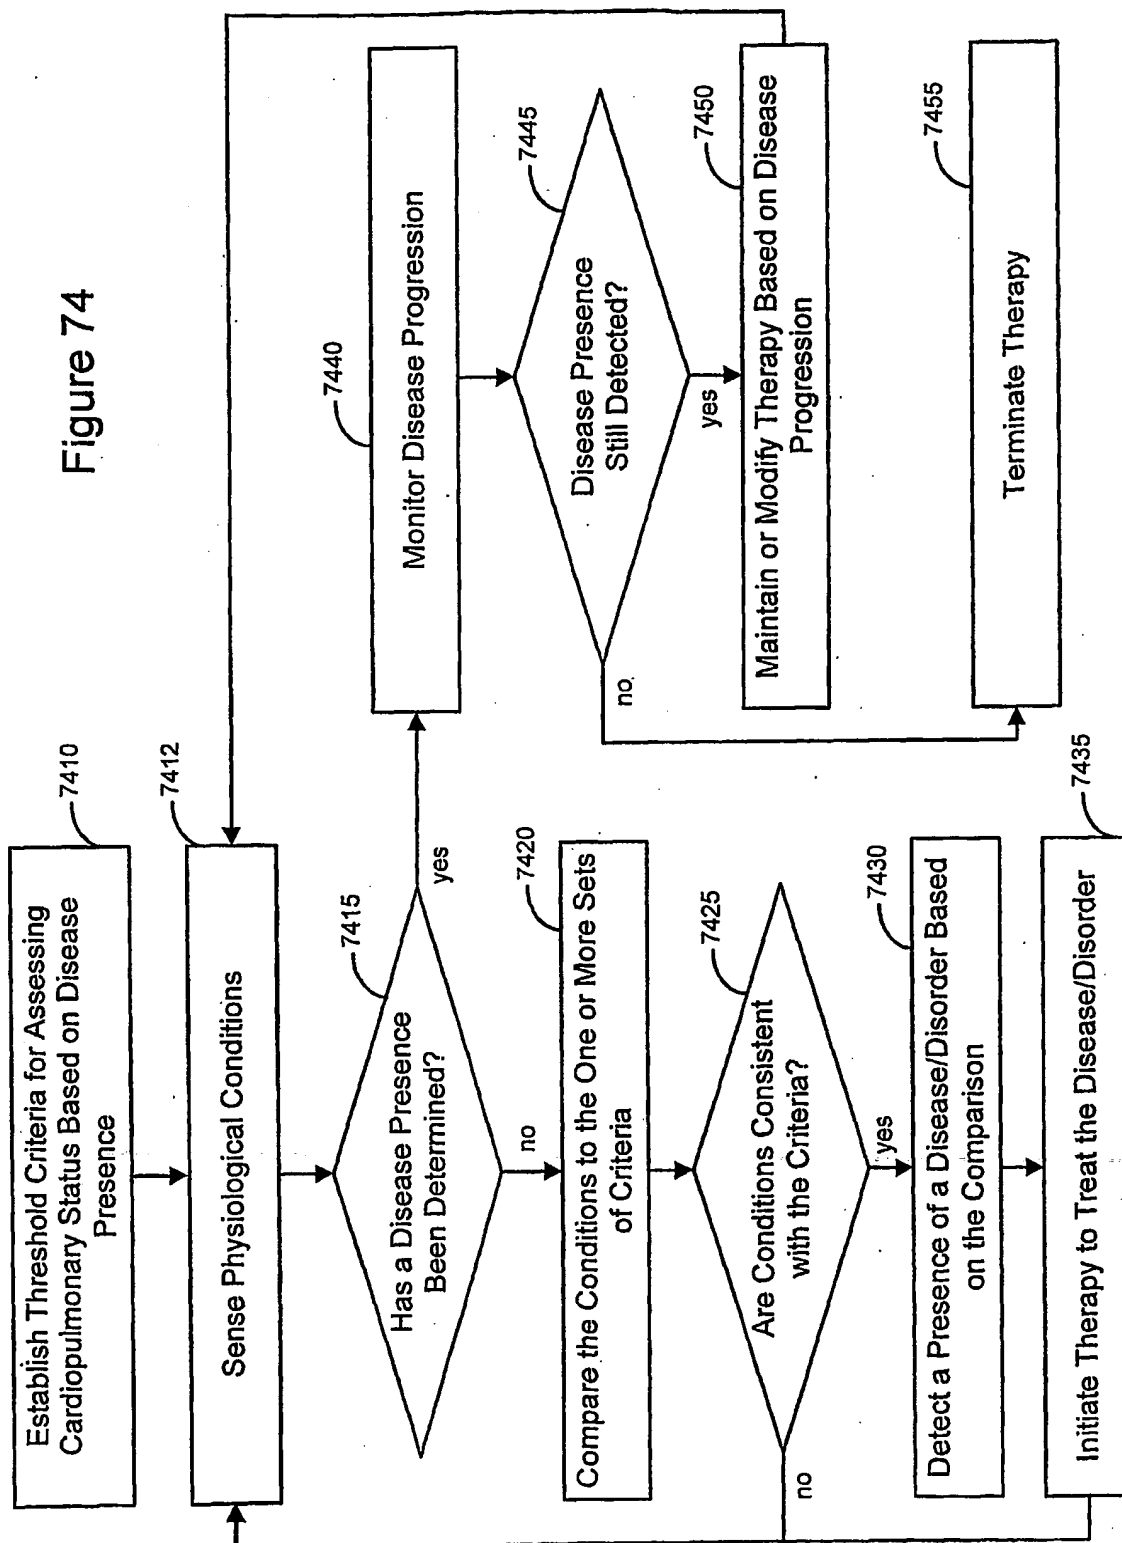 Figure 74
Establish Threshold Criteria for Assessing
Cardiopulmonary Status Based on Disease
Presence
7410
Sense Physiological Conditions
7412
Has a Disease Presence
Been Determined?
7415
yes
no
Compare the Conditions to the One or More Sets
of Criteria
7420
Are Conditions Consistent
with the Criteria?
7425
no
yes
Detect a Presence of a Disease/Disorder Based
on the Comparison
7430
Initiate Therapy to Treat the Disease/Disorder
7435
Monitor Disease Progression
7440
Disease Presence
Still Detected?
7445
no
yes
Maintain or Modify Therapy Based on Disease
Progression
7450
Terminate Therapy
7455